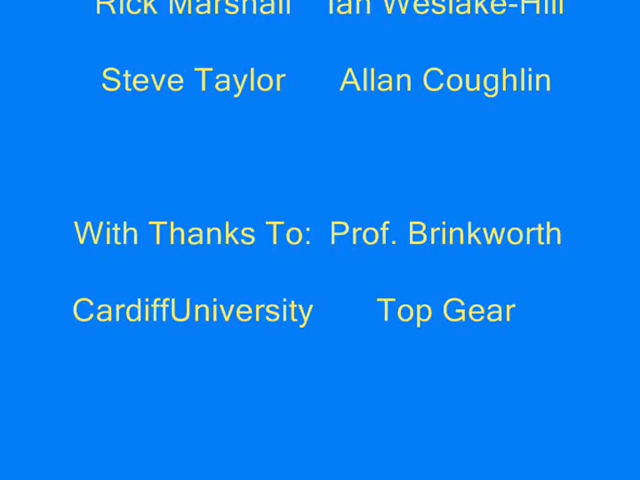 Rick Marshall Ian Weslake-Hill
Steve Taylor Allan Coughlin
With Thanks To: Prof. Brinkworth
CardiffUniversity Top Gear